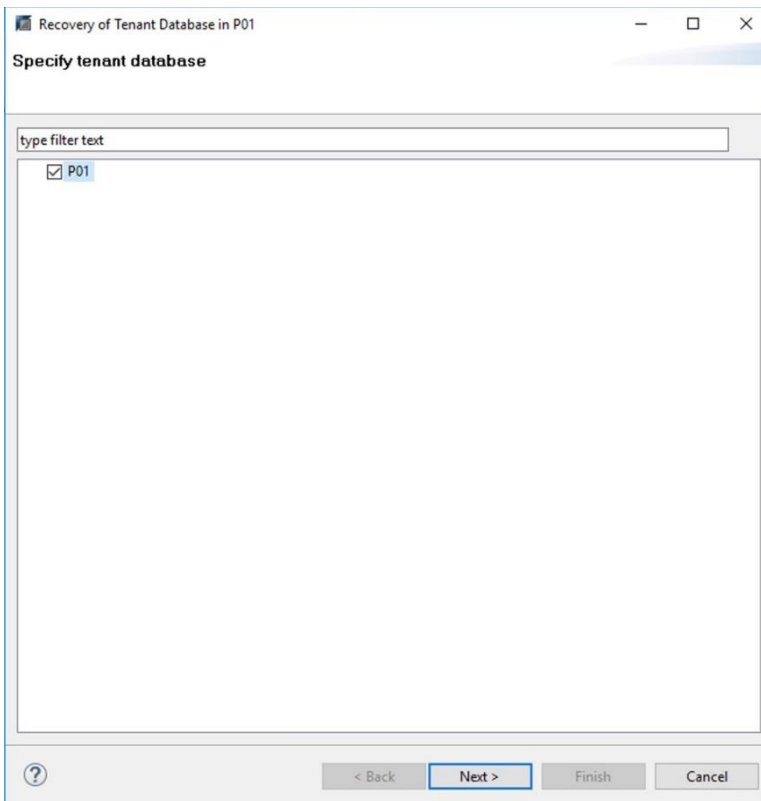 Recovery of Tenant Database in P01
Specify tenant database
type filter text
P01
? < Back Next > Finish Cancel